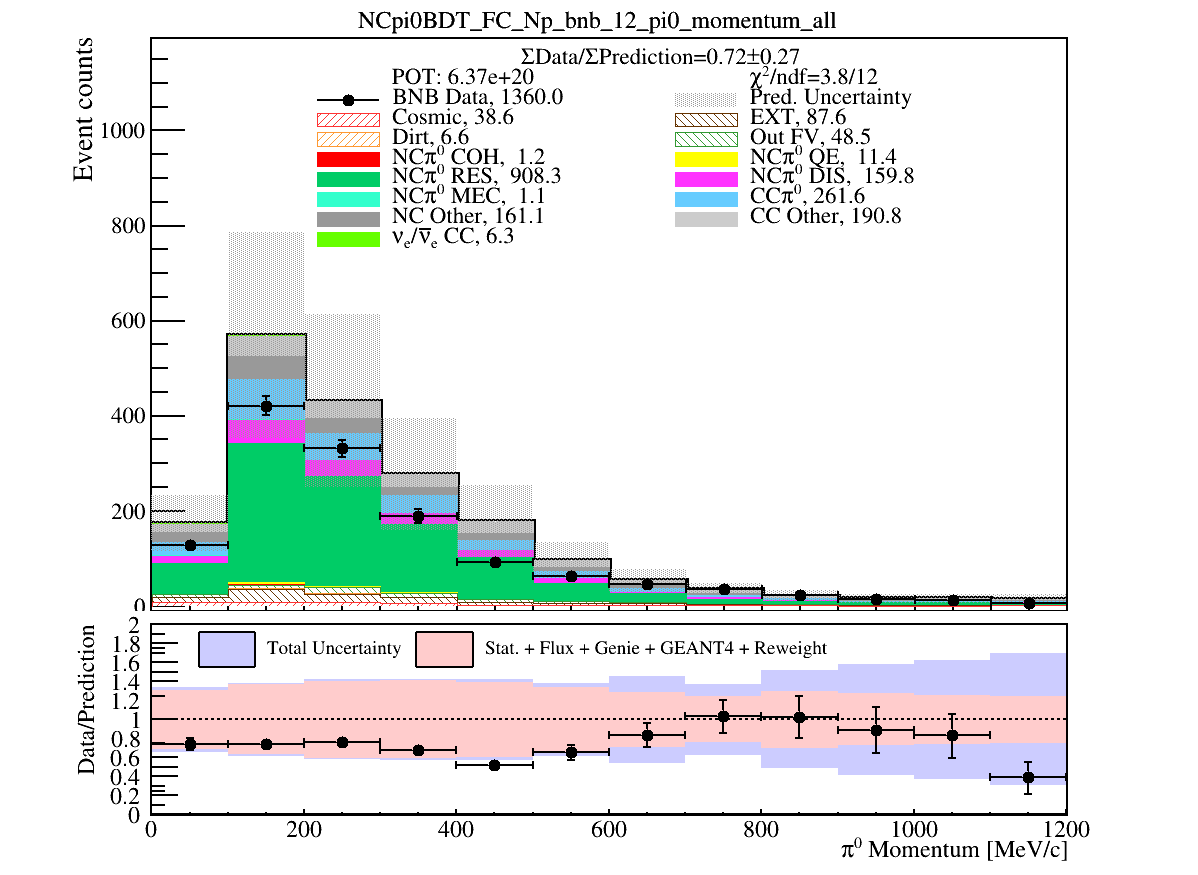 NCpi0BDT_FC_Np_bnb_12_pi0_momentum_all
ΣData/ΣPrediction=0.72±0.27
POT: 6.37e+20 χ²/ndf=3.8/12
BNB Data, 1360.0 Pred. Uncertainty
Cosmic, 38.6 EXT, 87.6
Dirt, 6.6 Out FV, 48.5
NCπ⁰ COH, 1.2 NCπ⁰ QE, 11.4
NCπ⁰ RES, 908.3 NCπ⁰ DIS, 159.8
NCπ⁰ MEC, 1.1 CCπ⁰, 261.6
NC Other, 161.1 CC Other, 190.8
νₑ/ν̅ₑ CC, 6.3
Event counts
1000
800
600
400
200
0
Total Uncertainty Stat. + Flux + Genie + GEANT4 + Reweight
Data/Prediction
2
1.8
1.6
1.4
1.2
1
0.8
0.6
0.4
0.2
0
0 200 400 600 800 1000 1200
π⁰ Momentum [MeV/c]